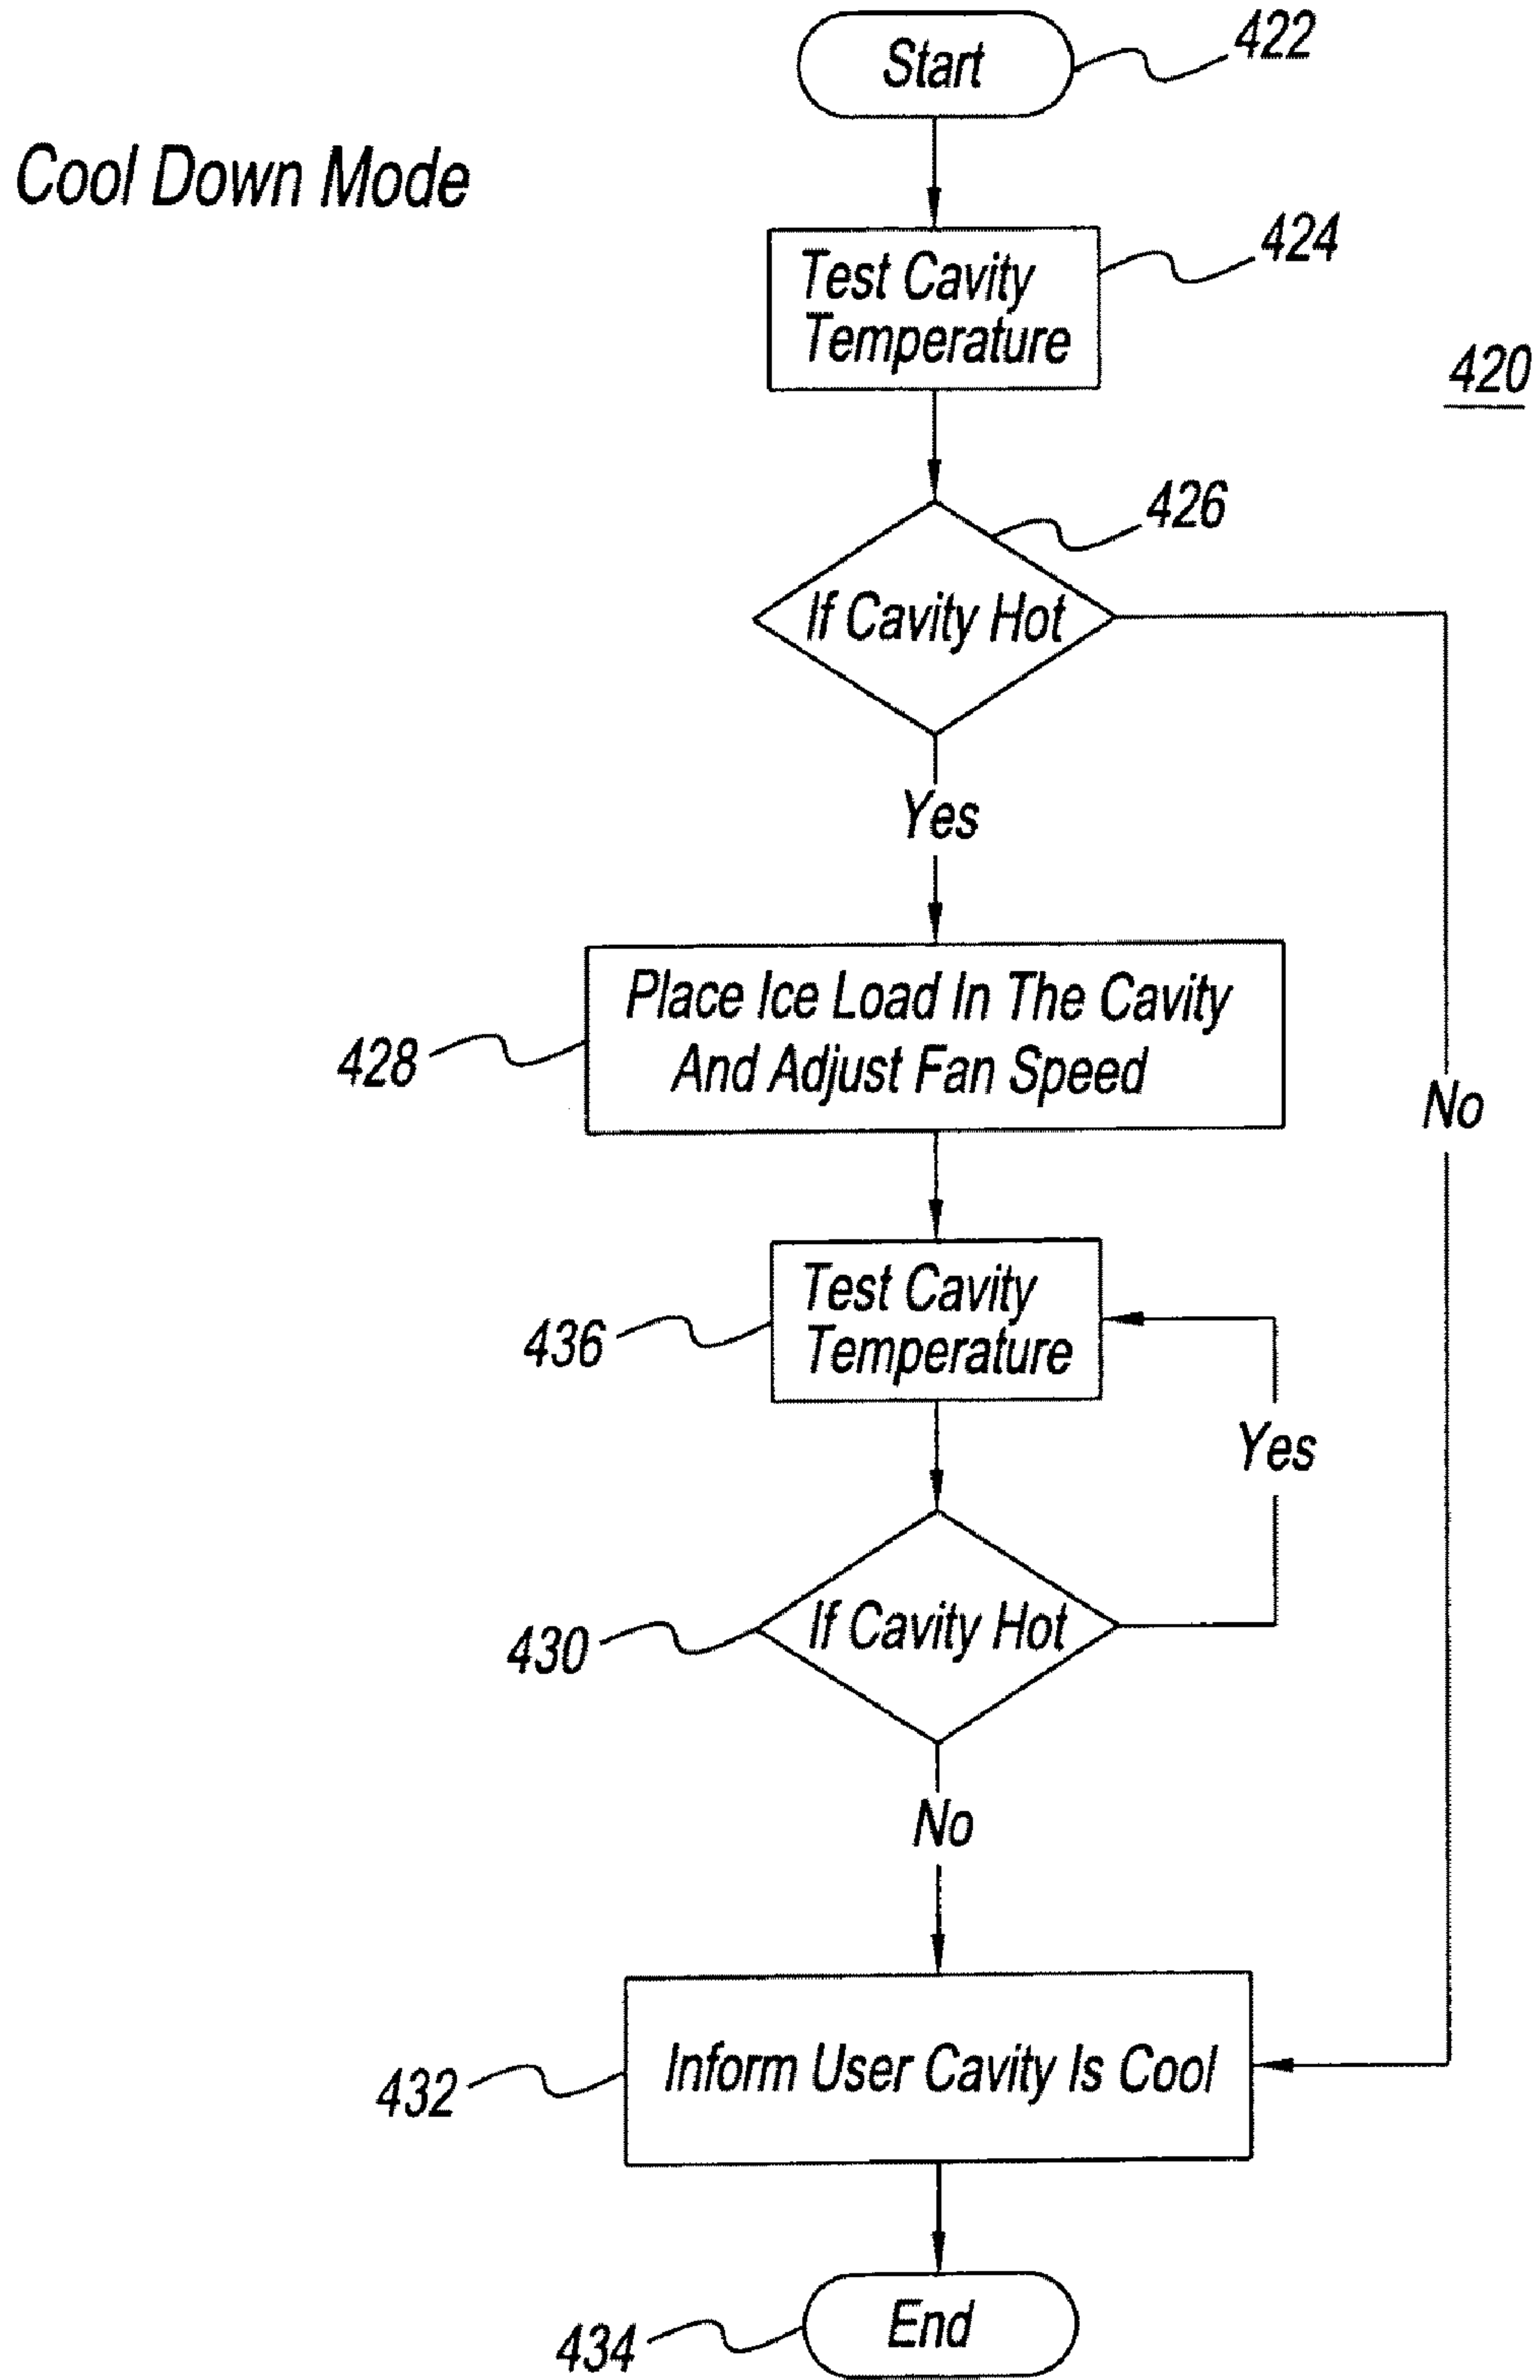 Start
422
Cool Down Mode
Test Cavity
Temperature
424
420
If Cavity Hot
426
Yes
Place Ice Load In The Cavity
And Adjust Fan Speed
428
No
Test Cavity
Temperature
436
Yes
If Cavity Hot
430
No
Inform User Cavity Is Cool
432
End
434